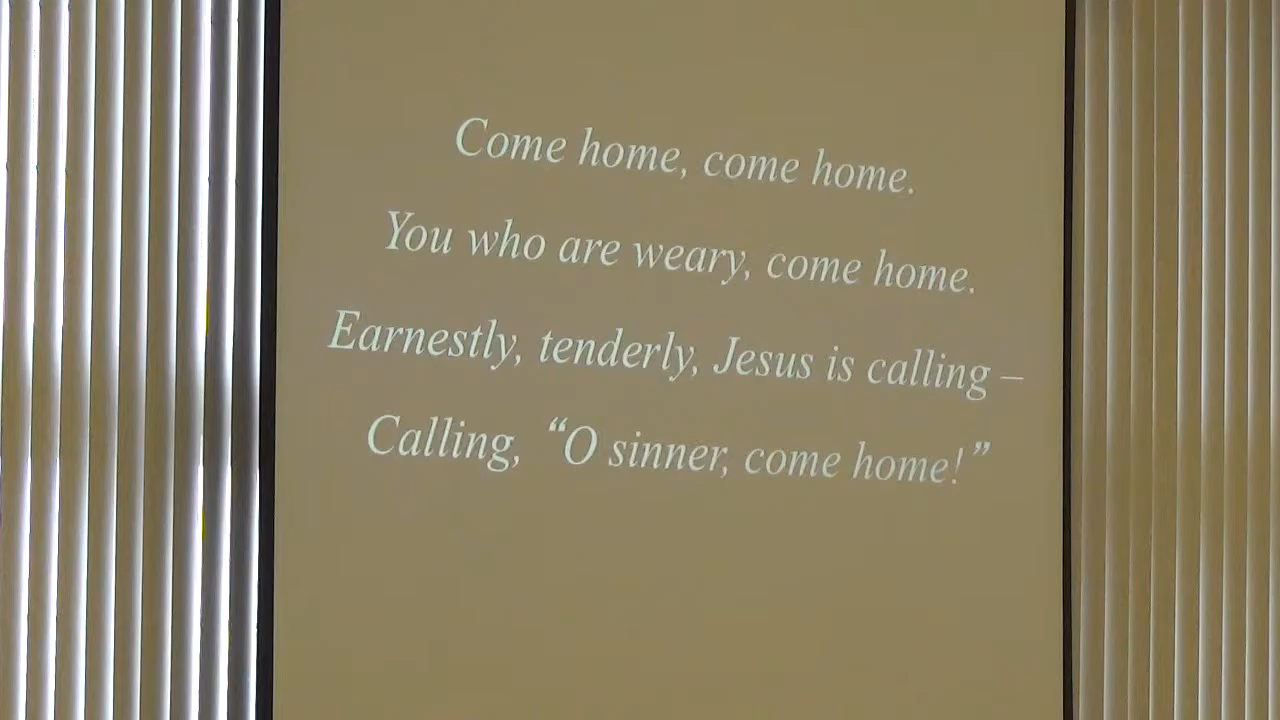 Come home, come home.
You who are weary, come home.
Earnestly, tenderly, Jesus is calling –
Calling, “O sinner, come home!”